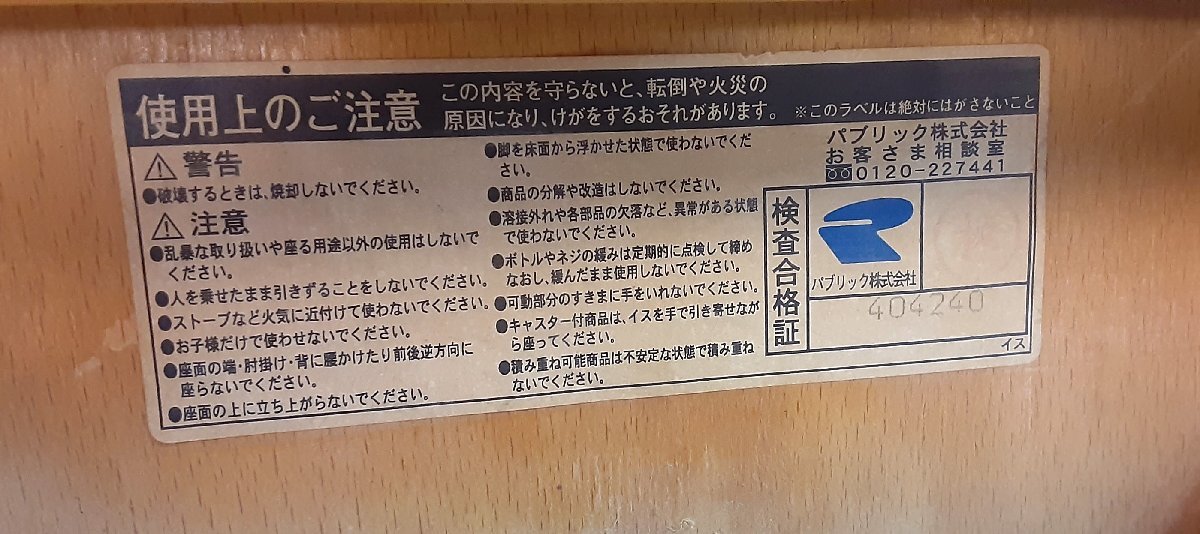 使用上のご注意
この内容を守らないと、転倒や火災の
原因になり、けがをするおそれがあります。
※このラベルは絶対にはがさないこと
警告
●破壊するときは、焼却しないでください。
注意
●乱暴な取り扱いや座る用途以外の使用はしないで
ください。
●人を乗せたまま引きずることをしないでください。
●ストーブなど火気に近付けて使わないでください。
●お子様だけで使わせないでください。
●座面の端・肘掛け・背に腰かけたり前後逆方向に
座らないでください。
●座面の上に立ち上がらないでください。
●脚を床面から浮かせた状態で使わないでくだ
さい。
●商品の分解や改造はしないでください。
●溶接外れや各部品の欠落など、異常がある状態
で使わないでください。
●ボトルやネジの緩みは定期的に点検して締め
なおし、緩んだまま使用しないでください。
●可動部分のすきまに手をいれないでください。
●キャスター付商品は、イスを手で引き寄せなが
ら座ってください。
●積み重ね可能商品は不安定な状態で積み重ね
ないでください。
パブリック株式会社
お客さま相談室
0120-227441
検査合格証
パブリック株式会社
404240
イス